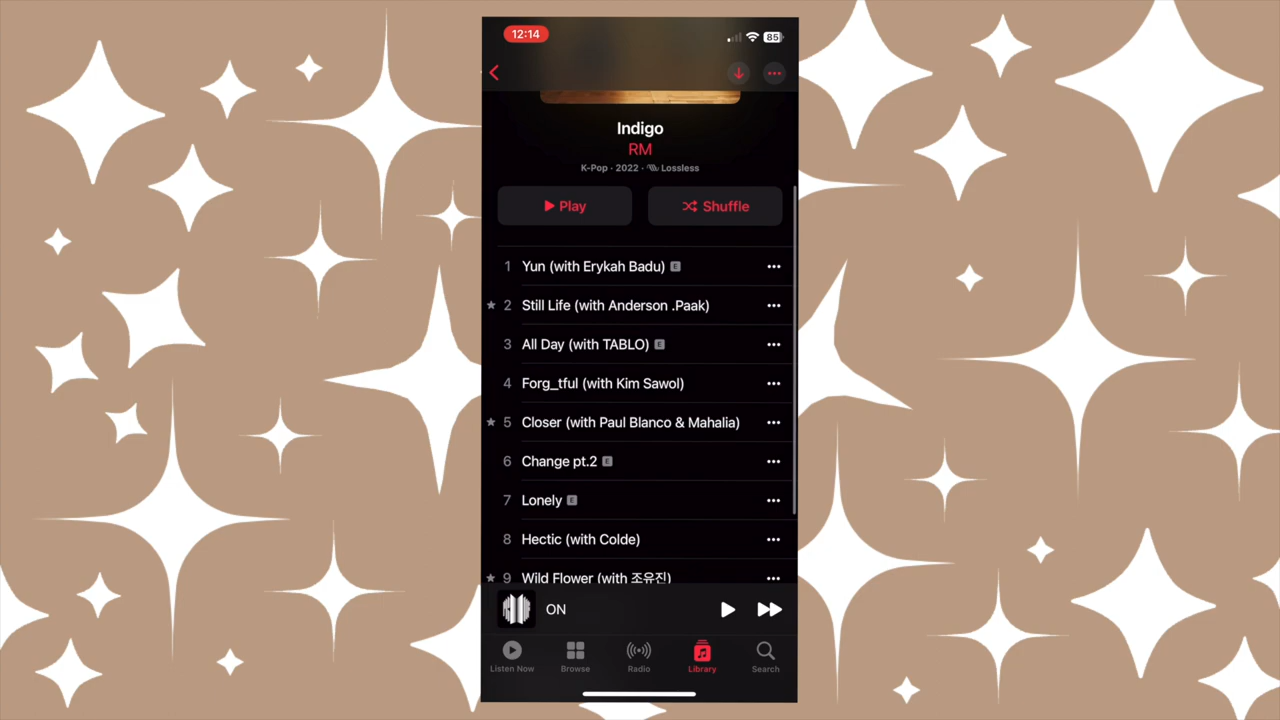 12:14
85
Indigo
RM
K-Pop · 2022 · Lossless
Play
Shuffle
1 Yun (with Erykah Badu) E
★ 2 Still Life (with Anderson .Paak)
3 All Day (with TABLO) E
4 Forg_tful (with Kim Sawol)
★ 5 Closer (with Paul Blanco & Mahalia)
6 Change pt.2 E
7 Lonely E
8 Hectic (with Colde)
★ 9 Wild Flower (with 조유진)
ON
Listen Now
Browse
Radio
Library
Search